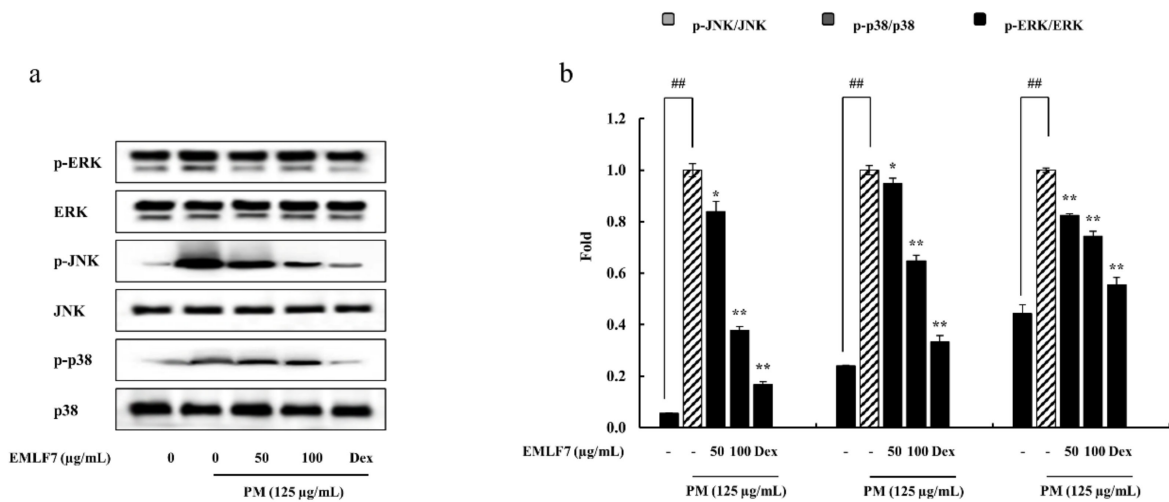 p-JNK/JNK p-p38/p38 p-ERK/ERK
a
b
p-ERK
ERK
p-JNK
JNK
p-p38
p38
EMLF7 (μg/mL) 0 0 50 100 Dex
PM (125 μg/mL)
## ## ##
Fold
1.2
1.0
0.8
0.6
0.4
0.2
0.0
* ** **
* ** **
** ** **
EMLF7 (μg/mL) - - 50 100 Dex - - 50 100 Dex - - 50 100 Dex
PM (125 μg/mL) PM (125 μg/mL) PM (125 μg/mL)